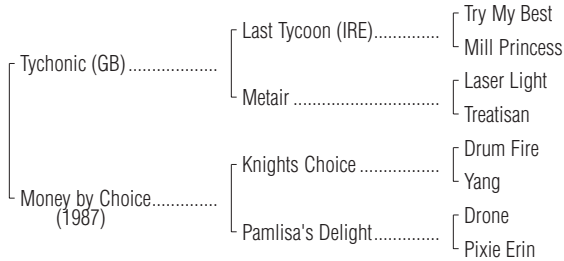 Try My Best
Last Tycoon (IRE)..............
Mill Princess
Tychonic (GB)...................
Laser Light
Metair ................................
Treatisan
Drum Fire
Knights Choice .................
Yang
Money by Choice..............
(1987)
Drone
Pamlisa's Delight..............
Pixie Erin